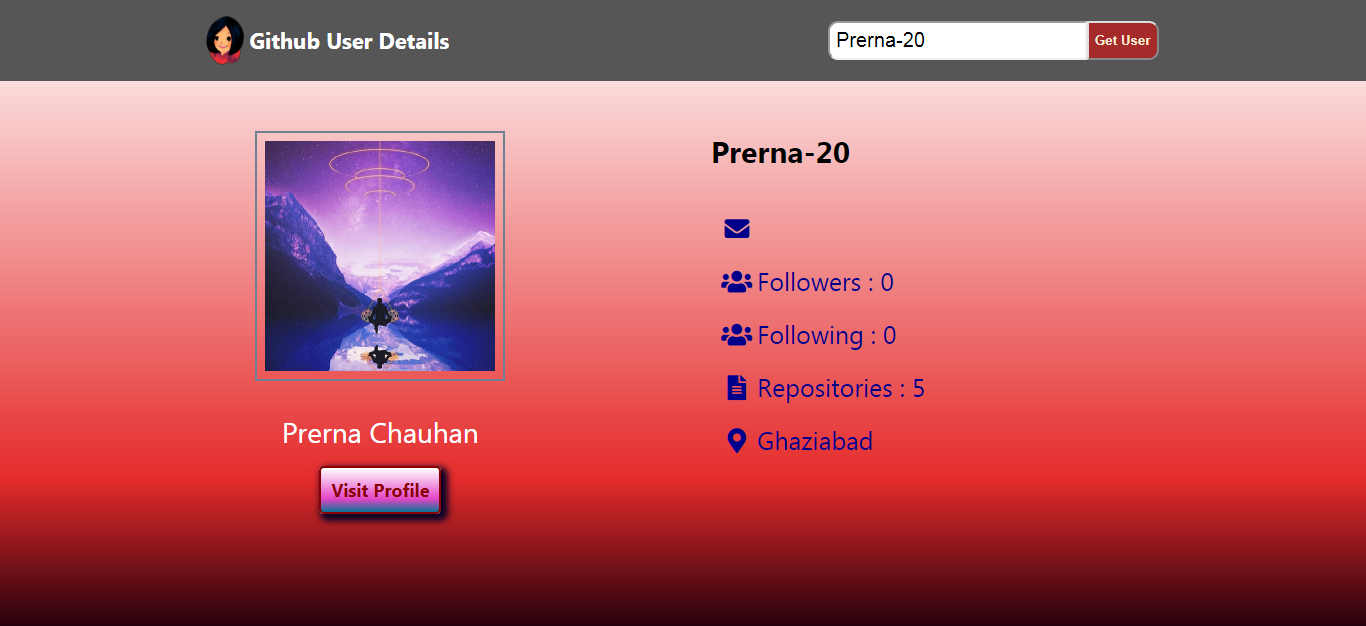 Github User Details
Prerna-20
Get User
Prerna-20
Followers : 0
Following : 0
Repositories : 5
Ghaziabad
Prerna Chauhan
Visit Profile